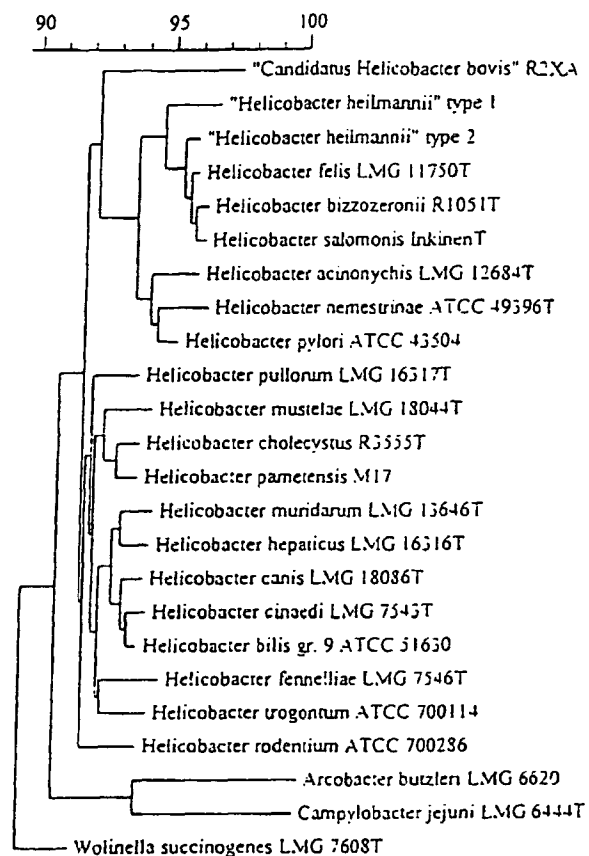 90 95 100
"Candidatus Helicobacter bovis" R2XA
"Helicobacter heilmannii" type 1
"Helicobacter heilmannii" type 2
Helicobacter felis LMG 11750T
Helicobacter bizzozeronii R1051T
Helicobacter salomonis InkinenT
Helicobacter acinonychis LMG 12684T
Helicobacter nemestrinae ATCC 49396T
Helicobacter pylori ATCC 43504
Helicobacter pullorum LMG 16317T
Helicobacter mustelae LMG 18044T
Helicobacter cholecystus R3555T
Helicobacter pametensis M17
Helicobacter muridarum LMG 13646T
Helicobacter hepaticus LMG 16316T
Helicobacter canis LMG 18086T
Helicobacter cinaedi LMG 7543T
Helicobacter bilis gr. 9 ATCC 51630
Helicobacter fennelliae LMG 7546T
Helicobacter trogontum ATCC 700114
Helicobacter rodentium ATCC 700286
Arcobacter butzleri LMG 6620
Campylobacter jejuni LMG 6444T
Wolinella succinogenes LMG 7608T